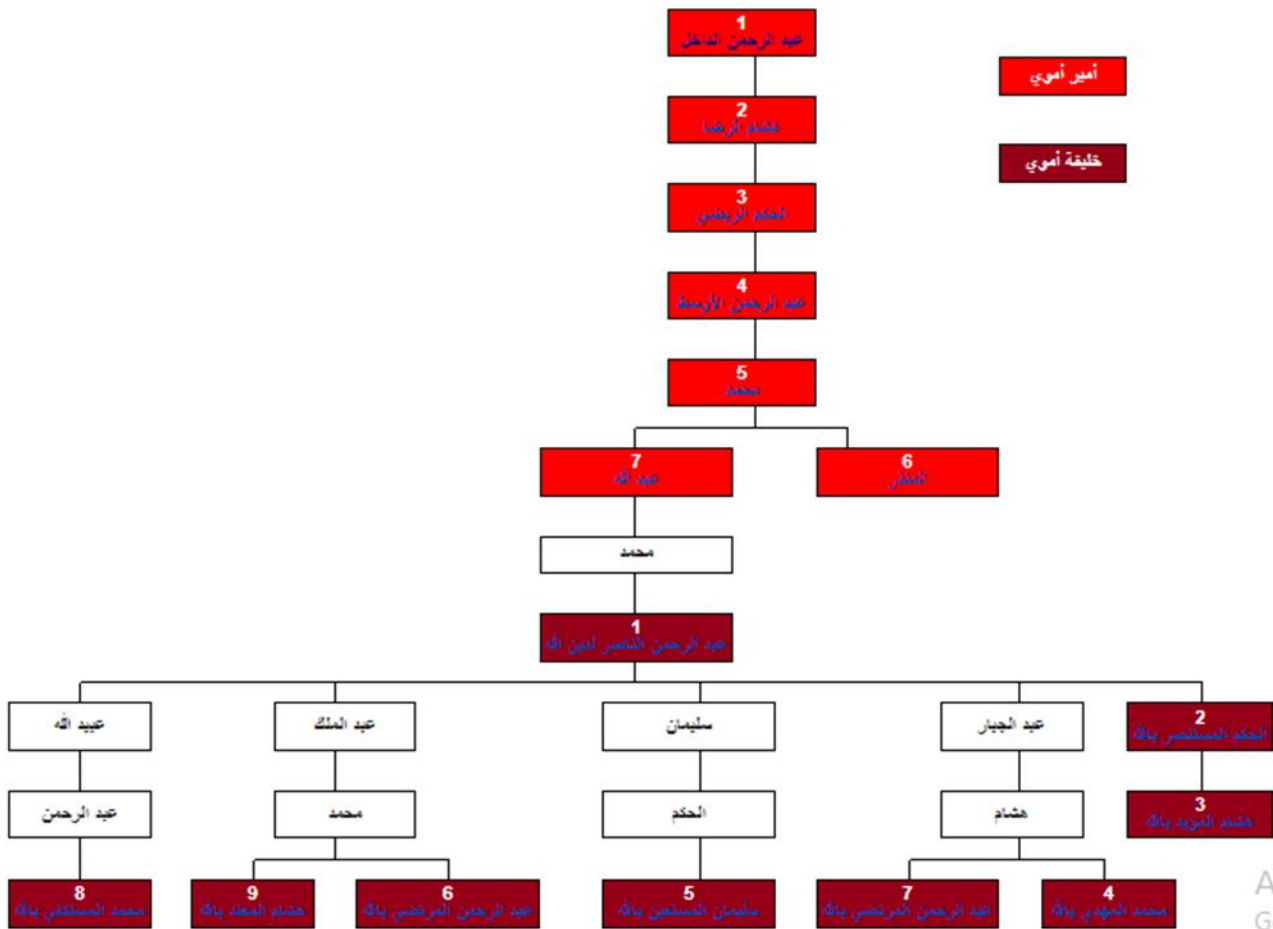 1
عبد الرحمن الداخل
أمير أموي
2
هشام الرضا
خليفة أموي
3
الحكم الربضي
4
عبد الرحمن الأوسط
5
محمد
6
المنذر
7
عبد الله
محمد
1
عبد الرحمن الناصر لدين الله
2
الحكم المستنصر بالله
عبد الجبار
سليمان
عبد الملك
عبيد الله
3
هشام المؤيد بالله
هشام
الحكم
محمد
عبد الرحمن
4
محمد المهدي بالله
7
عبد الرحمن المرتضي بالله
5
سليمان المستعين بالله
6
عبد الرحمن المرتضي بالله
9
هشام المعتد بالله
8
محمد المستكفي بالله